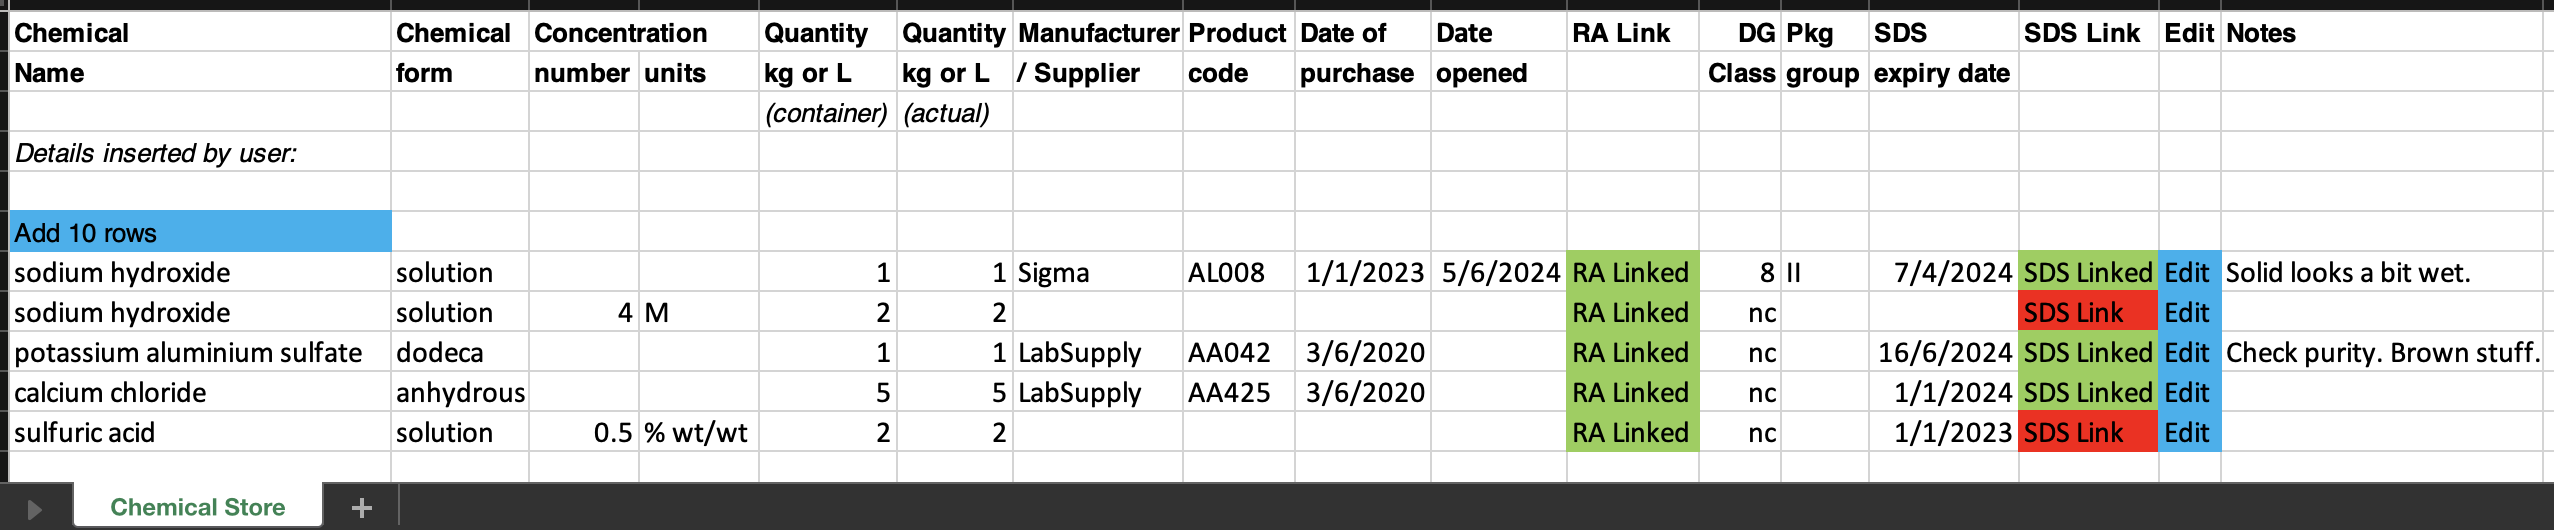 Chemical Chemical Concentration Quantity Quantity Manufacturer Product Date of Date RA Link DG Pkg SDS SDS Link Edit Notes
Name form number units kg or L kg or L / Supplier code purchase opened Class group expiry date
(container) (actual)
Details inserted by user:
Add 10 rows
sodium hydroxide solution 1 1 Sigma AL008 1/1/2023 5/6/2024 RA Linked 8 II 7/4/2024 SDS Linked Edit Solid looks a bit wet.
sodium hydroxide solution 4 M 2 2 RA Linked nc SDS Link Edit
potassium aluminium sulfate dodeca 1 1 LabSupply AA042 3/6/2020 RA Linked nc 16/6/2024 SDS Linked Edit Check purity. Brown stuff.
calcium chloride anhydrous 5 5 LabSupply AA425 3/6/2020 RA Linked nc 1/1/2024 SDS Linked Edit
sulfuric acid solution 0.5 % wt/wt 2 2 RA Linked nc 1/1/2023 SDS Link Edit
Chemical Store +